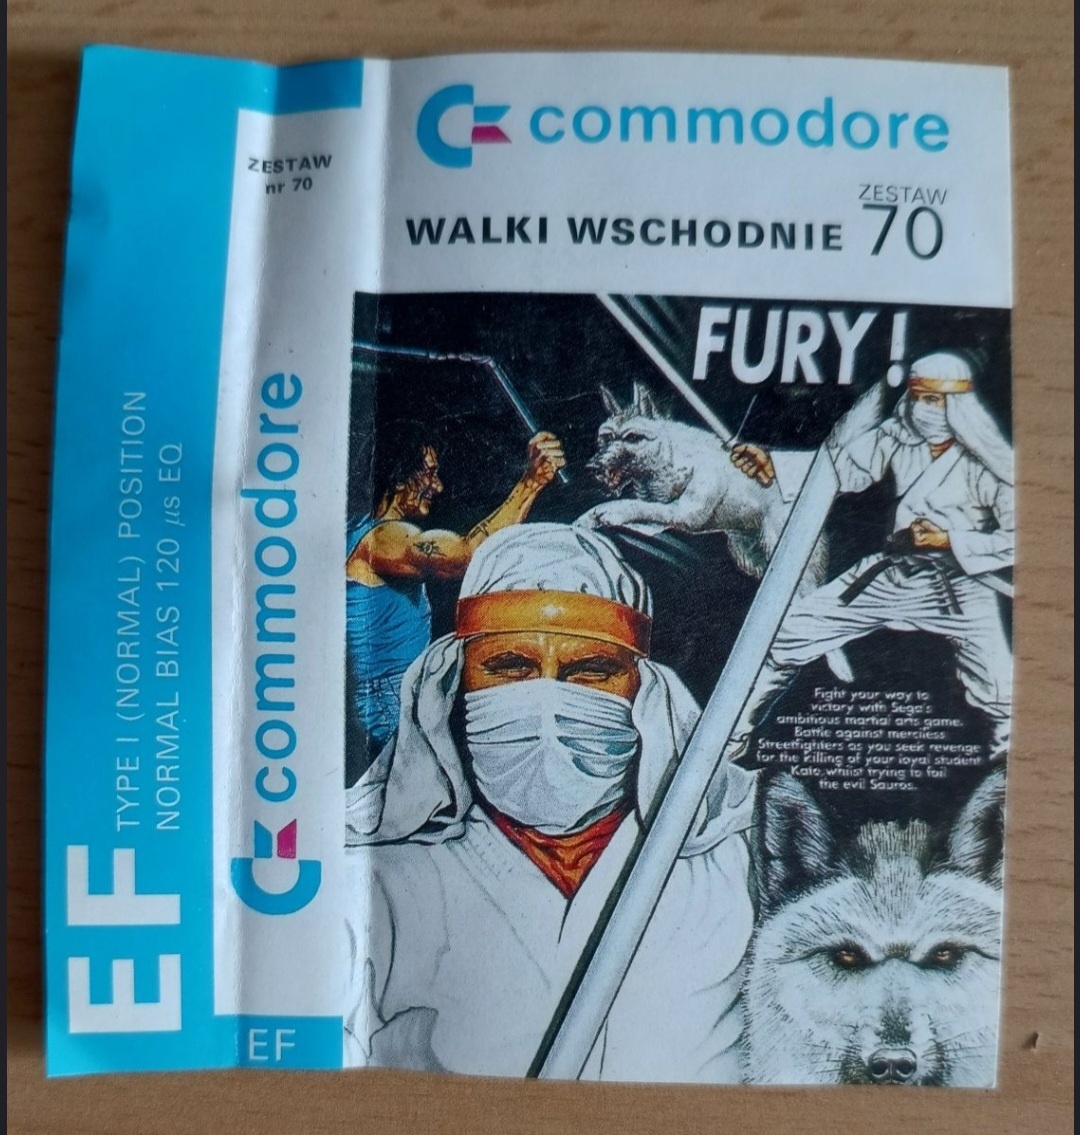 EF
TYPE I (NORMAL) POSITION
NORMAL BIAS 120 µs EQ
ZESTAW
nr 70
commodore
EF
commodore
WALKI WSCHODNIE
ZESTAW
70
FURY!
Fight your way to
victory with Sega's
ambitious martial arts game.
Battle against merciless
Streetfighters as you seek revenge
for the killing of your loyal student
Kato, whilst trying to foil
the evil Sauros.